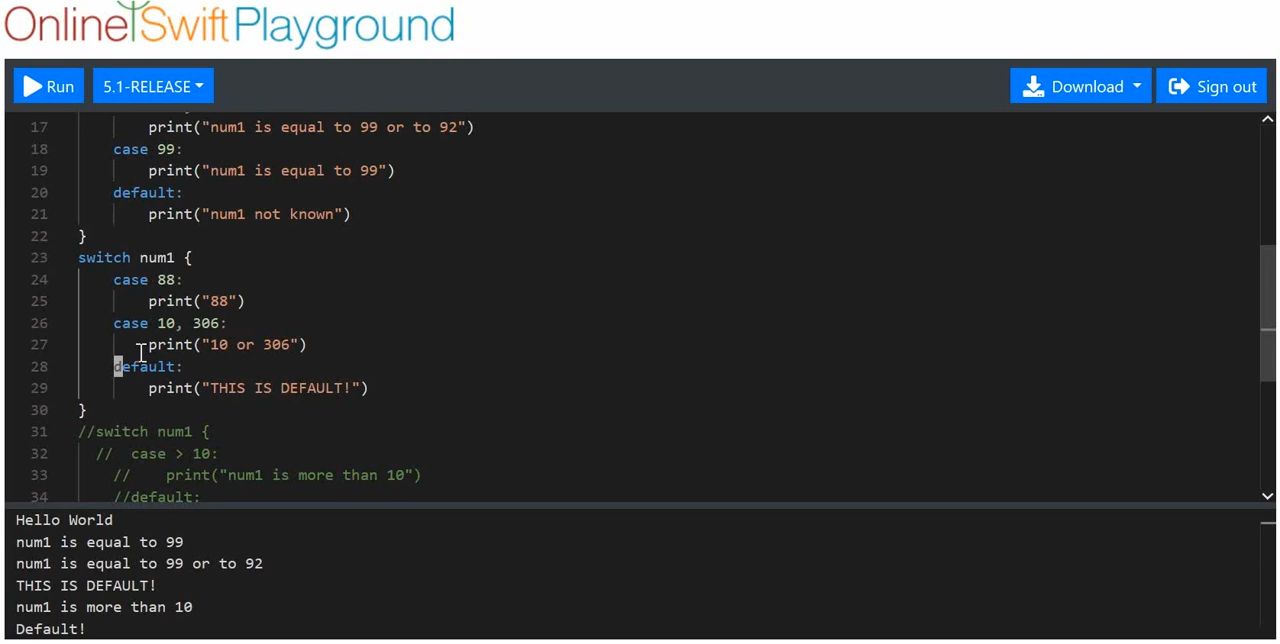 OnlineSwiftPlayground
Run 5.1-RELEASE Download Sign out
17 print("num1 is equal to 99 or to 92")
18 case 99:
19 print("num1 is equal to 99")
20 default:
21 print("num1 not known")
22 }
23 switch num1 {
24 case 88:
25 print("88")
26 case 10, 306:
27 print("10 or 306")
28 default:
29 print("THIS IS DEFAULT!")
30 }
31 //switch num1 {
32 // case > 10:
33 // print("num1 is more than 10")
34 //default:
Hello World
num1 is equal to 99
num1 is equal to 99 or to 92
THIS IS DEFAULT!
num1 is more than 10
Default!